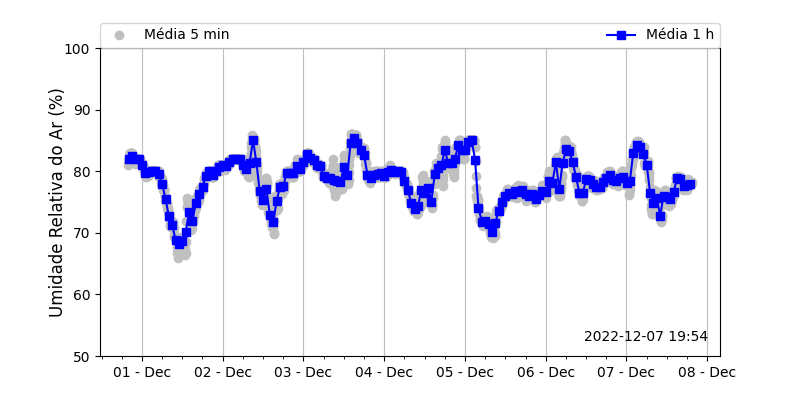 Média 5 min Média 1 h
100
90
80
70
60
50
Umidade Relativa do Ar (%)
2022-12-07 19:54
01 - Dec 02 - Dec 03 - Dec 04 - Dec 05 - Dec 06 - Dec 07 - Dec 08 - Dec